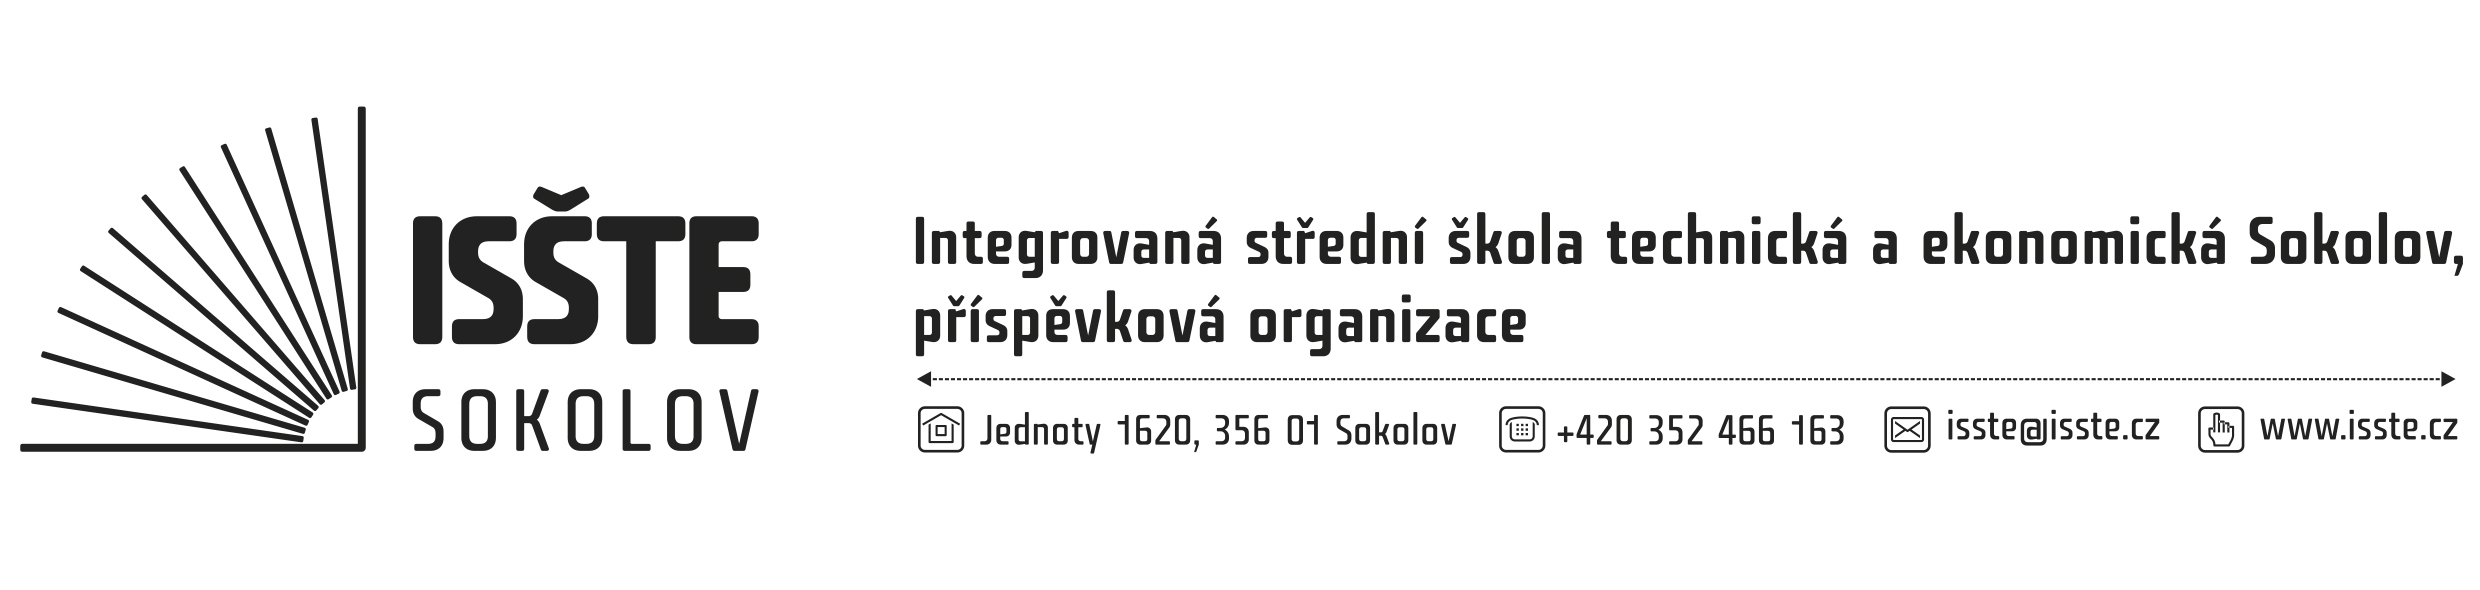 ISŠTE
SOKOLOV
Integrovaná střední škola technická a ekonomická Sokolov,
příspěvková organizace
Jednoty 1620, 356 01 Sokolov +420 352 466 163 isste@isste.cz www.isste.cz